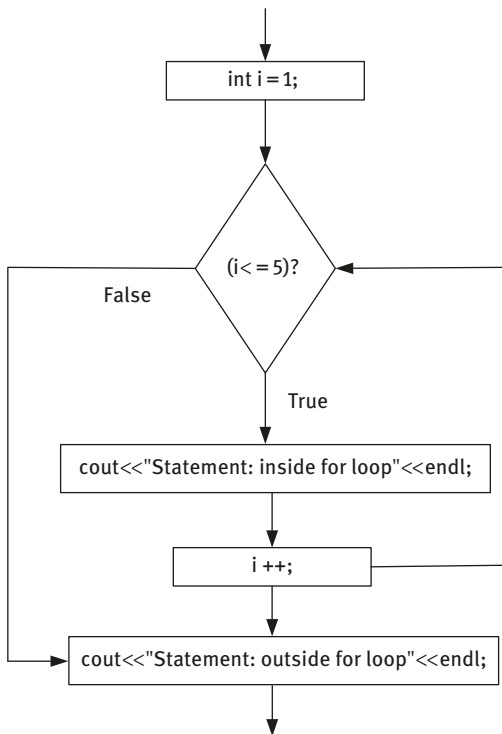 int i = 1;
(i< = 5)?
False
True
cout<<"Statement: inside for loop"<<endl;
i ++;
cout<<"Statement: outside for loop"<<endl;